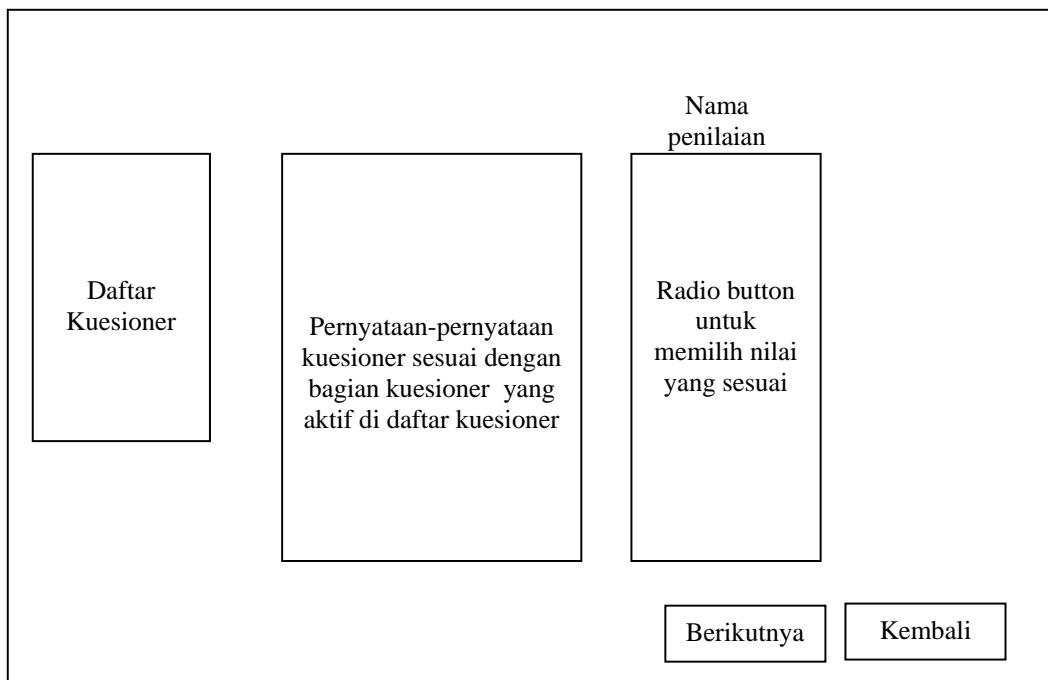 Nama
penilaian
Daftar
Kuesioner
Pernyataan-pernyataan
kuesioner sesuai dengan
bagian kuesioner  yang
aktif di daftar kuesioner
Radio button
untuk
memilih nilai
yang sesuai
Berikutnya
Kembali